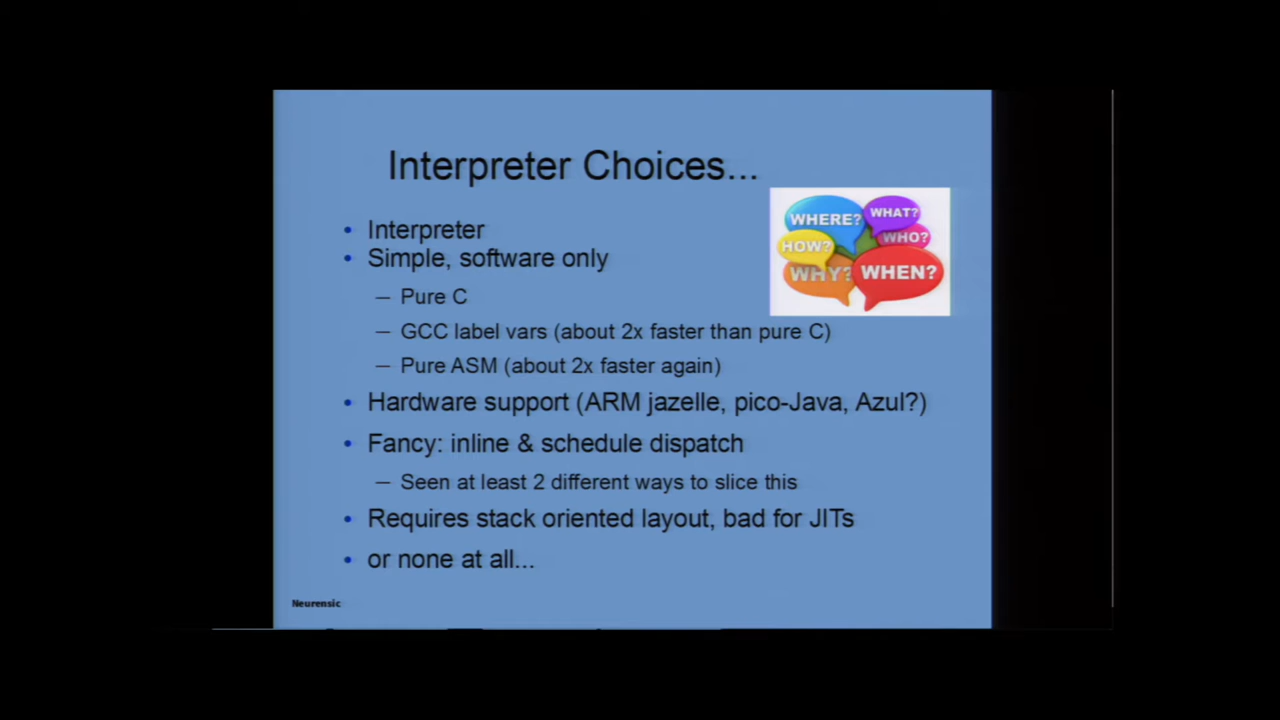 Interpreter Choices...
• Interpreter
• Simple, software only
– Pure C
– GCC label vars (about 2x faster than pure C)
– Pure ASM (about 2x faster again)
• Hardware support (ARM jazelle, pico-Java, Azul?)
• Fancy: inline & schedule dispatch
– Seen at least 2 different ways to slice this
• Requires stack oriented layout, bad for JITs
• or none at all...
WHERE?
WHAT?
HOW?
WHO?
WHY?
WHEN?
Neurensic